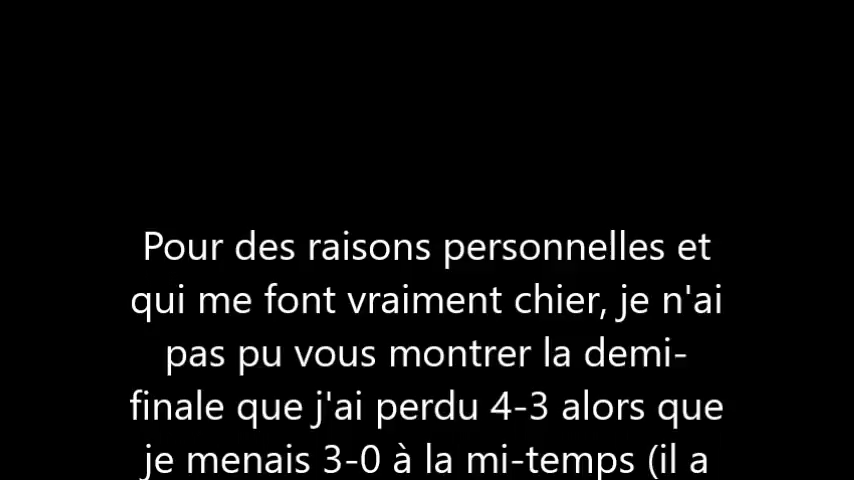 Pour des raisons personnelles et
qui me font vraiment chier, je n'ai
pas pu vous montrer la demi-
finale que j'ai perdu 4-3 alors que
je menais 3-0 à la mi-temps (il a